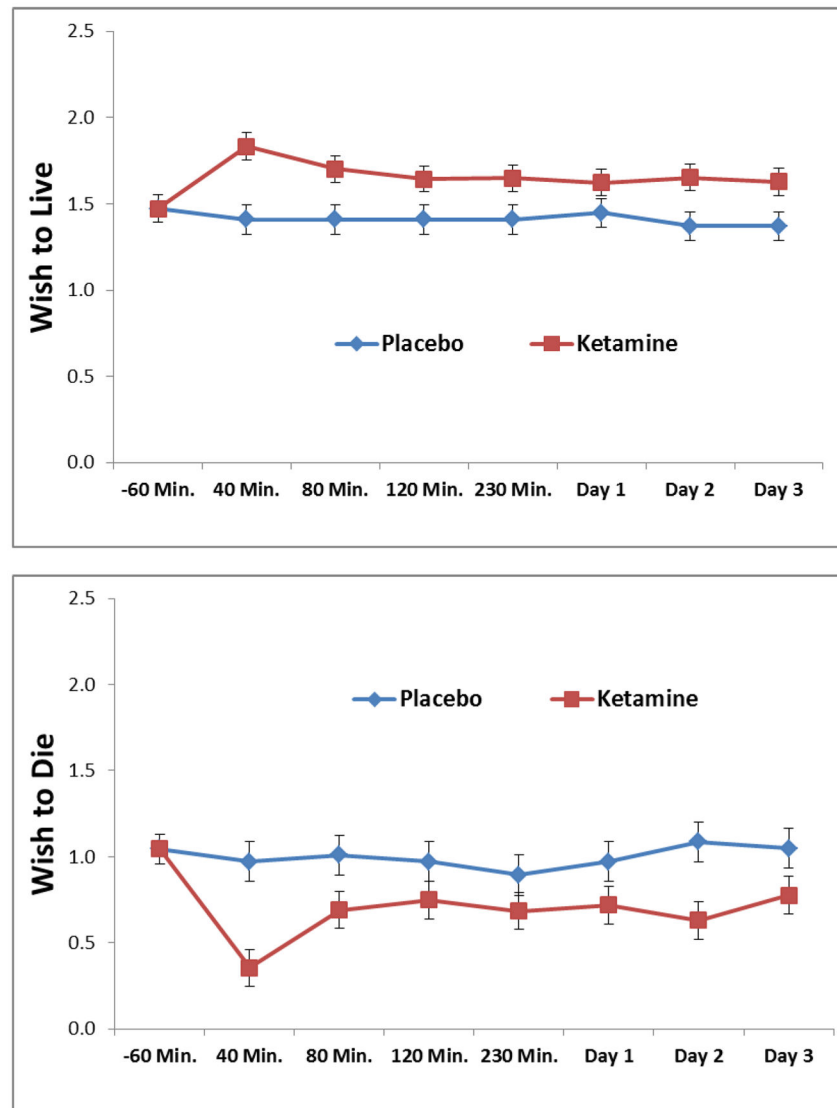 2.5
2.0
1.5
1.0
0.5
0.0
Wish to Live
Placebo Ketamine
-60 Min. 40 Min. 80 Min. 120 Min. 230 Min. Day 1 Day 2 Day 3
2.5
2.0
1.5
1.0
0.5
0.0
Wish to Die
Placebo Ketamine
-60 Min. 40 Min. 80 Min. 120 Min. 230 Min. Day 1 Day 2 Day 3